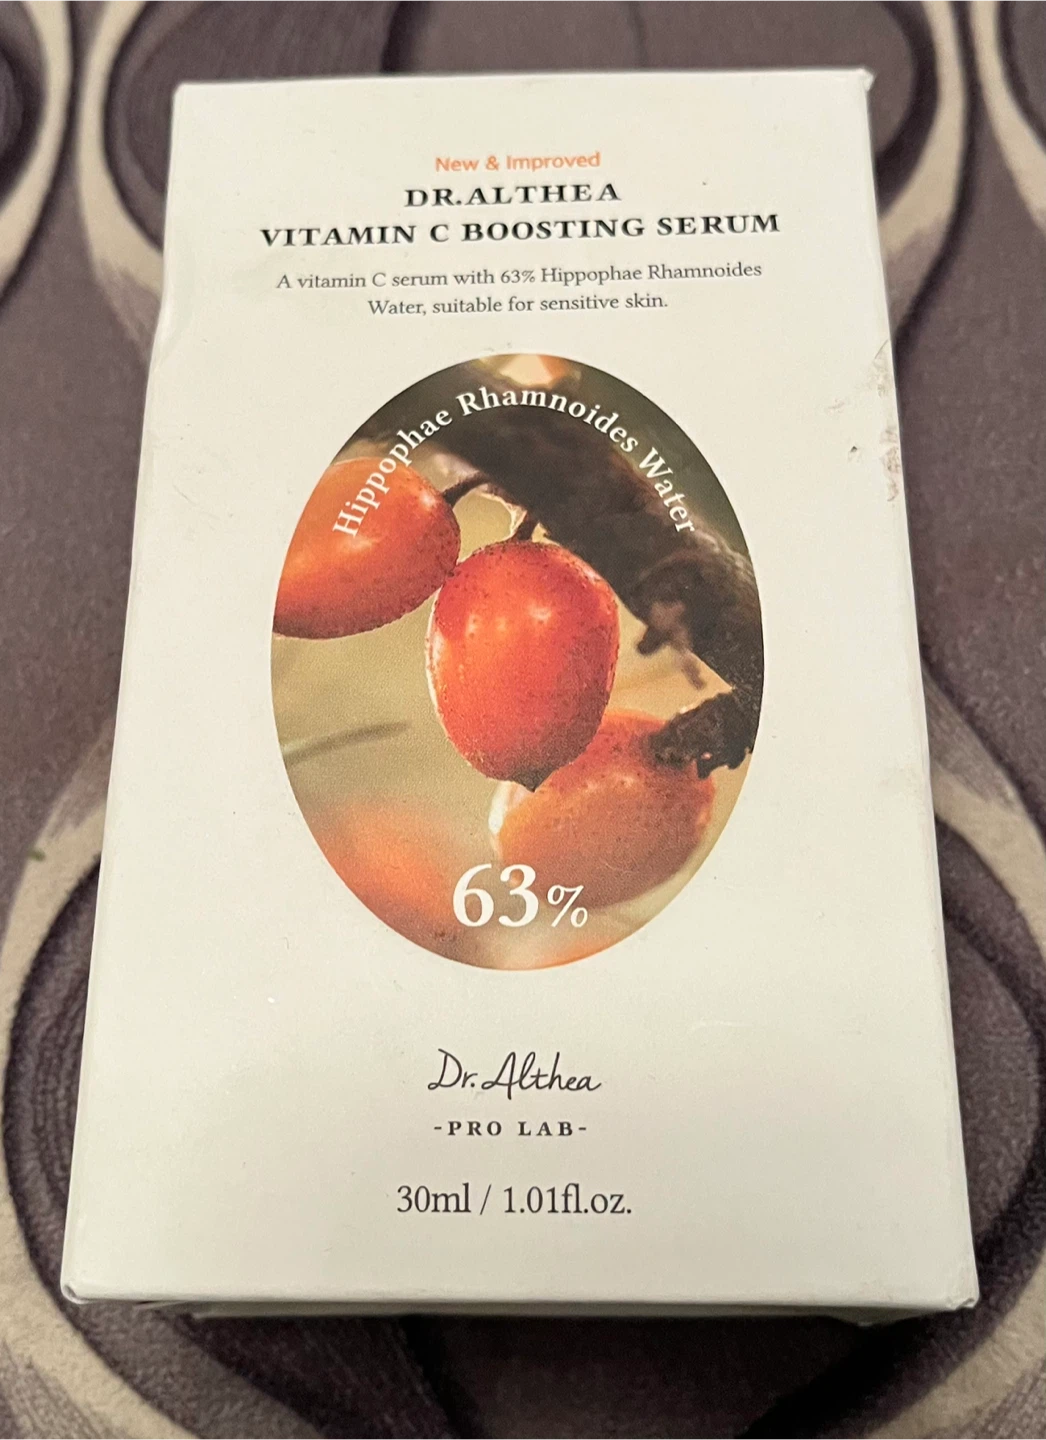 New & Improved
DR.ALTHEA
VITAMIN C BOOSTING SERUM
A vitamin C serum with 63% Hippophae Rhamnoides
Water, suitable for sensitive skin.
Hippophae Rhamnoides Water
63%
Dr.Althea
-PRO LAB-
30ml / 1.01fl.oz.